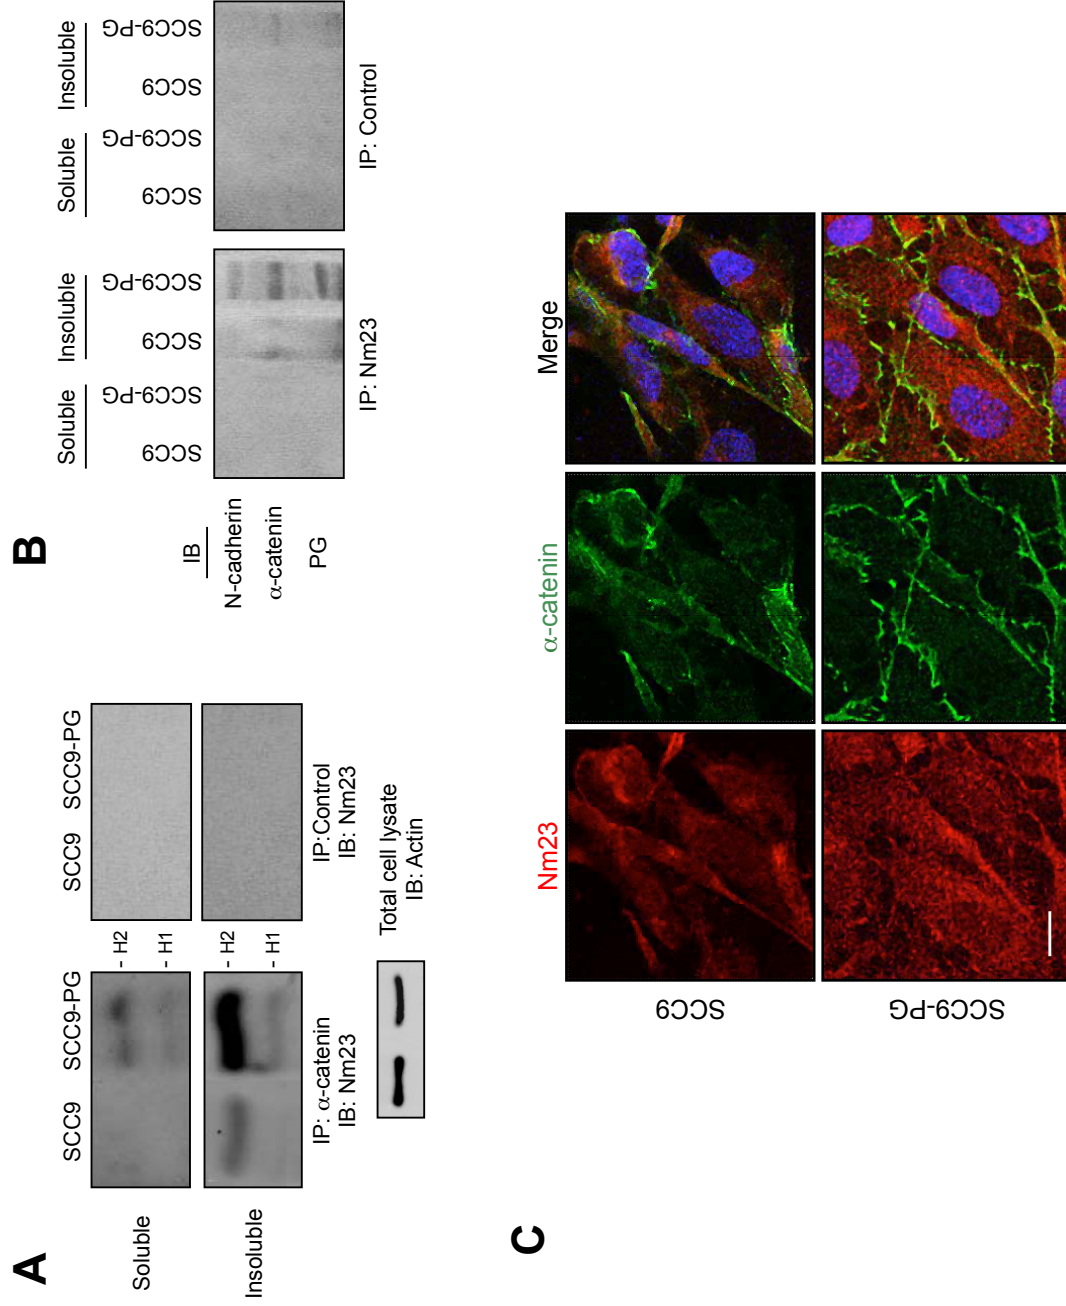 A
SCC9
SCC9-PG
SCC9
SCC9-PG
Soluble
- H2
- H1
Insoluble
- H2
- H1
IP: α-catenin
IB: Nm23
IP:Control
IB: Nm23
Total cell lysate
IB: Actin
B
Soluble
Insoluble
Soluble
Insoluble
SCC9
SCC9-PG
SCC9
SCC9-PG
SCC9
SCC9-PG
SCC9
SCC9-PG
IB
N-cadherin
α-catenin
PG
IP: Nm23
IP: Control
C
Nm23
α-catenin
Merge
SCC9
SCC9-PG